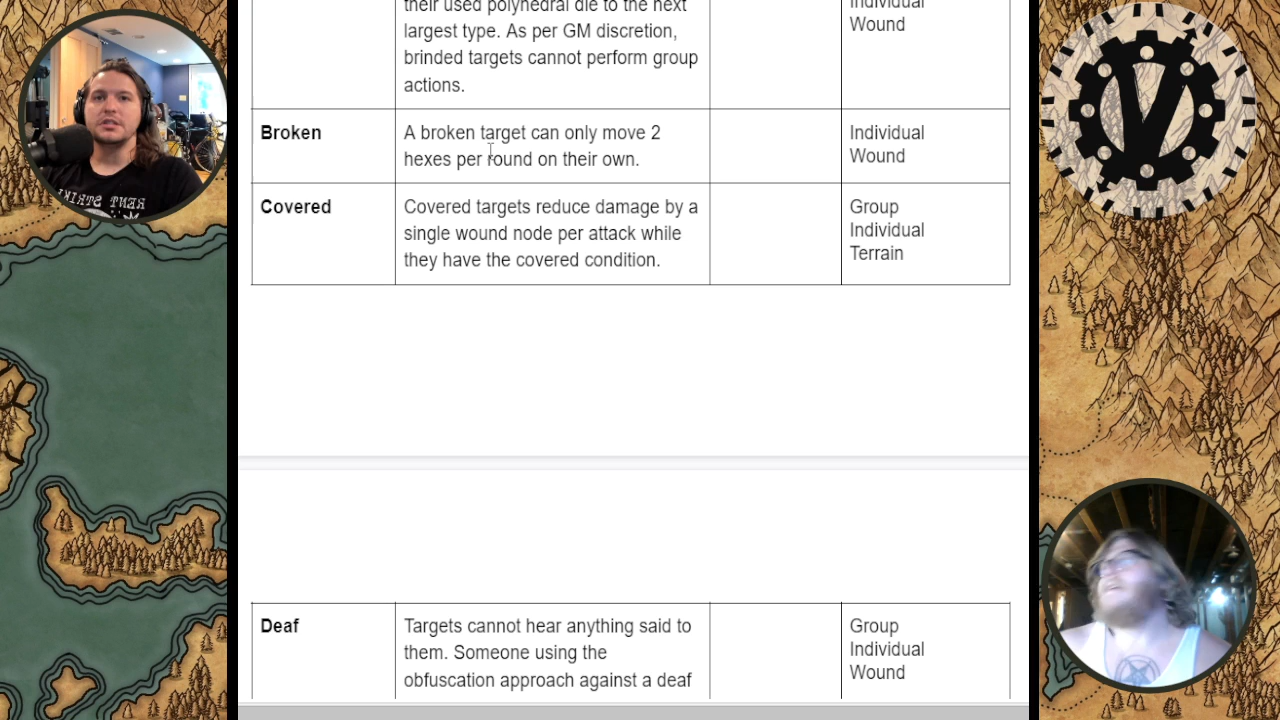 their used polyhedral die to the next
largest type. As per GM discretion,
brinded targets cannot perform group
actions.
Individual
Wound
Broken
A broken target can only move 2
hexes per round on their own.
Individual
Wound
Covered
Covered targets reduce damage by a
single wound node per attack while
they have the covered condition.
Group
Individual
Terrain
Deaf
Targets cannot hear anything said to
them. Someone using the
obfuscation approach against a deaf
Group
Individual
Wound
RENT STRIKE
V